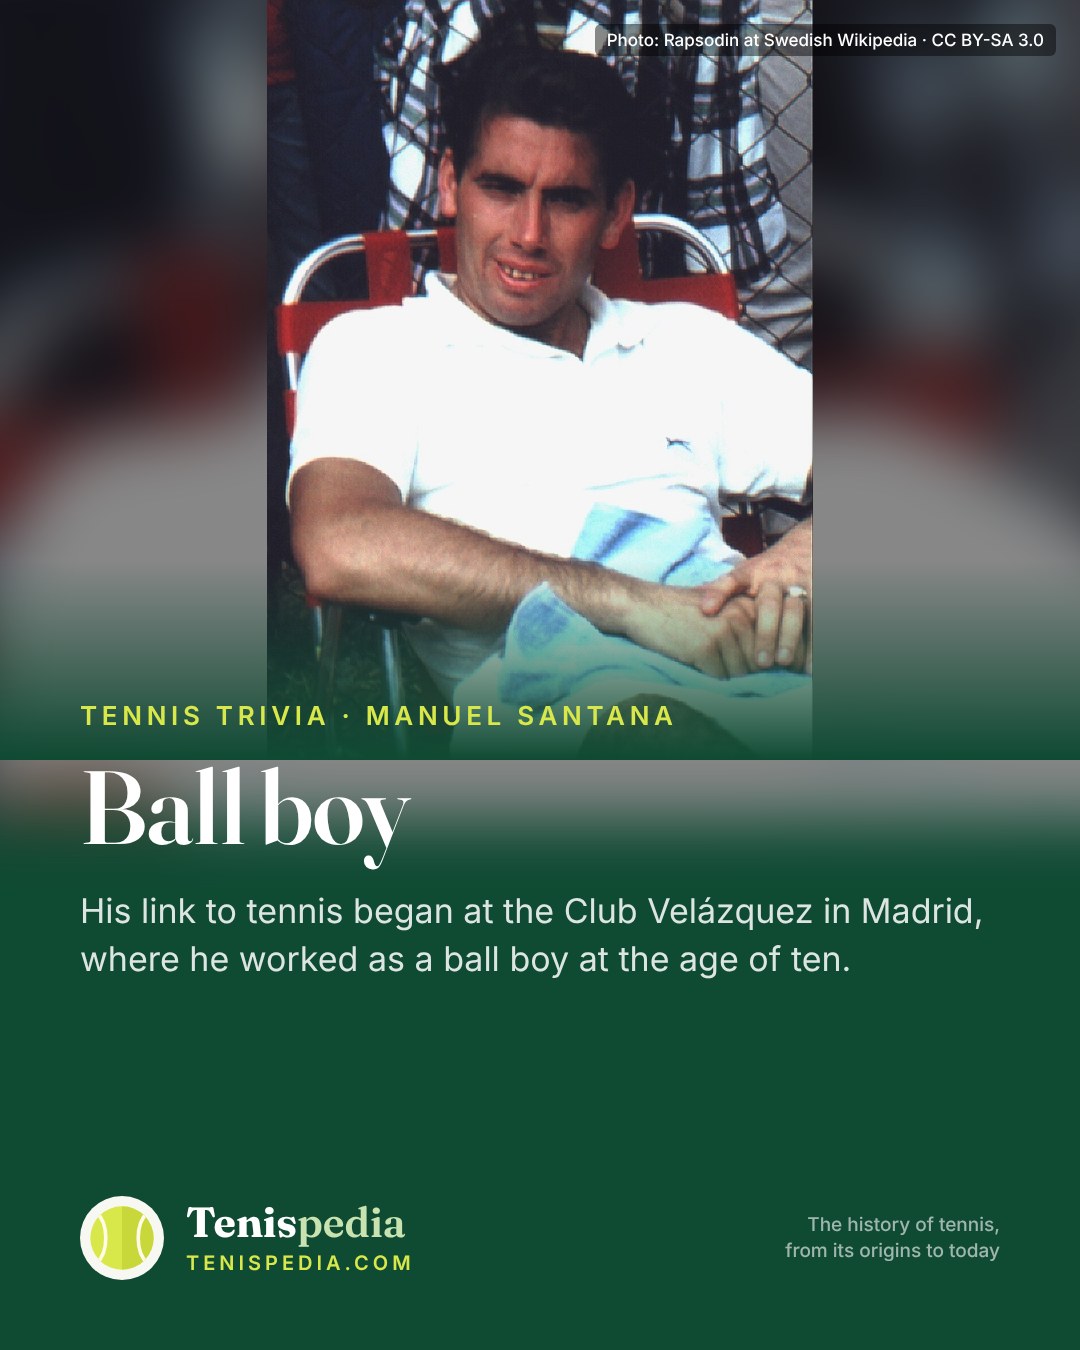 Photo: Rapsodin at Swedish Wikipedia · CC BY-SA 3.0
TENNIS TRIVIA · MANUEL SANTANA
Ball boy
His link to tennis began at the Club Velázquez in Madrid,
where he worked as a ball boy at the age of ten.
Tenispedia
TENISPEDIA.COM
The history of tennis,
from its origins to today